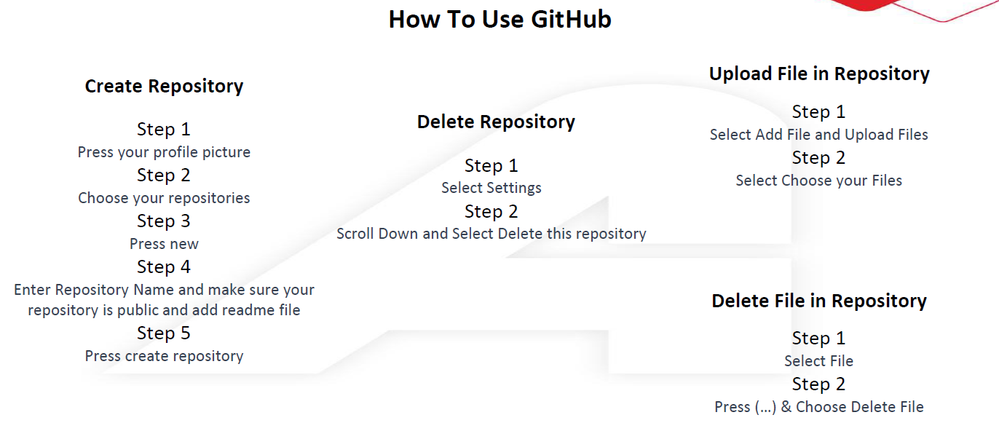 How To Use GitHub
Create Repository
Step 1
Press your profile picture
Step 2
Choose your repositories
Step 3
Press new
Step 4
Enter Repository Name and make sure your
repository is public and add readme file
Step 5
Press create repository
Delete Repository
Step 1
Select Settings
Step 2
Scroll Down and Select Delete this repository
Upload File in Repository
Step 1
Select Add File and Upload Files
Step 2
Select Choose your Files
Delete File in Repository
Step 1
Select File
Step 2
Press (...) & Choose Delete File